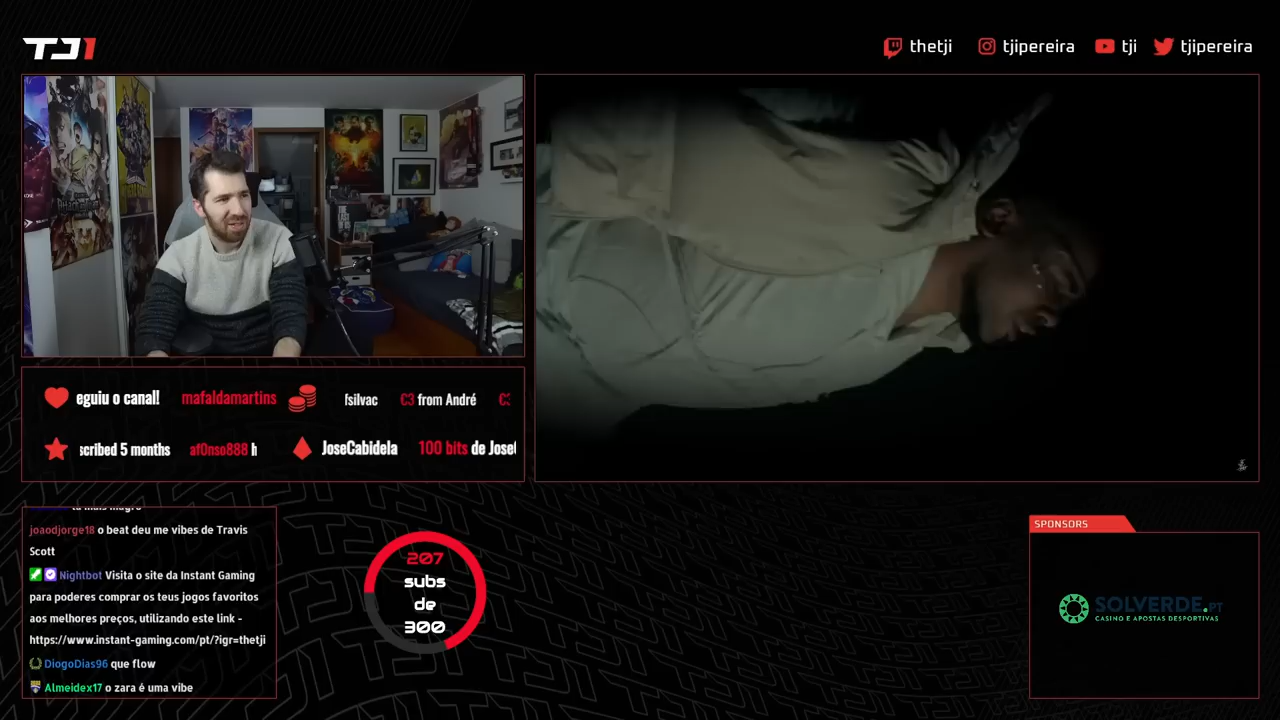 TJ1
thetji
tjipereira
tji
tjipereira
eguiu o canal! mafaldamartins
fsilvac €3 from André
scribed 5 months af0nso888 h
JoseCabidela 100 bits de José
joaodjorge18 o beat deu me vibes de Travis
Scott
Nightbot Visita o site da Instant Gaming
para poderes comprar os teus jogos favoritos
aos melhores preços, utilizando este link -
https://www.instant-gaming.com/pt/?igr=thetji
DiogoDias96 que flow
Almeidex17 o zara é uma vibe
207
subs
de
300
SPONSORS
SOLVERDE.PT
CASINO E APOSTAS DESPORTIVAS